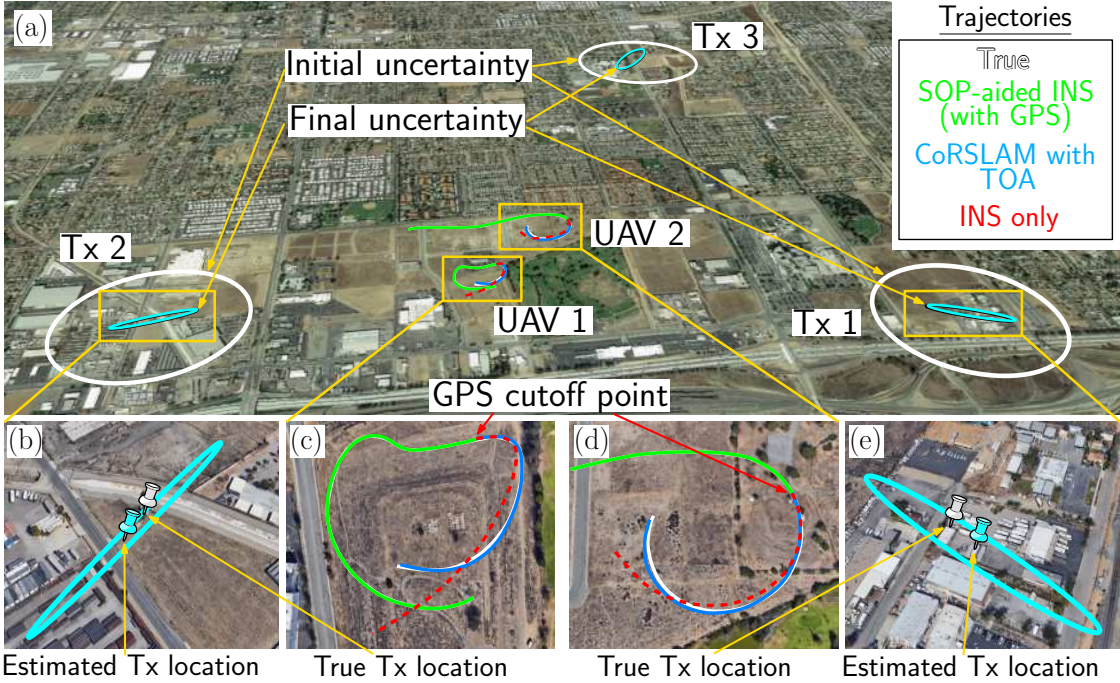 (a)
Tx 3
Trajectories
Initial uncertainty
True
SOP-aided INS
(with GPS)
Final uncertainty
CoRSLAM with
TOA
INS only
UAV 2
Tx 2
UAV 1
Tx 1
GPS cutoff point
(b)
(c)
(d)
(e)
Estimated Tx location
True Tx location
True Tx location
Estimated Tx location